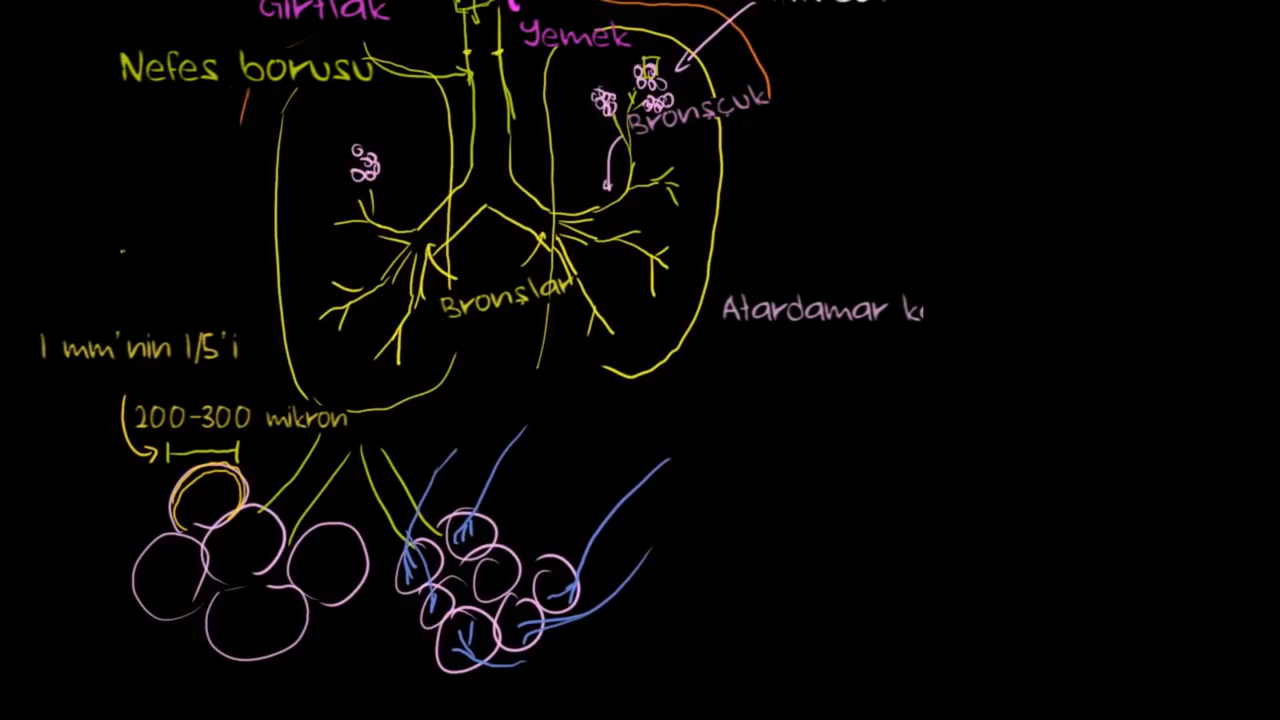 Gırtlak
Yemek
Nefes borusu
Bronşçuk
Bronşlar
Atardamar
1 mm'nin 1/5'i
200-300 mikron